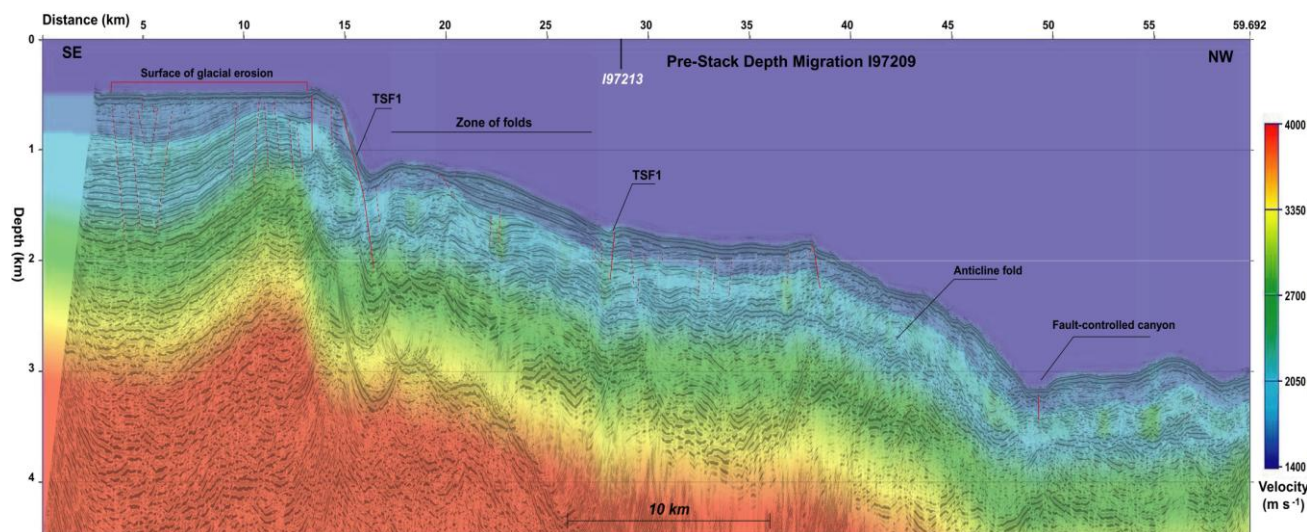 Distance (km) 5 10 15 20 25 30 35 40 45 50 55 59.692
0
SE
I97213
Pre-Stack Depth Migration I97209
NW
Surface of glacial erosion
TSF1
Zone of folds
4000
1
TSF1
3350
Depth (km)
2
Anticline fold
2700
Fault-controlled canyon
3
2050
4
1400
10 km
Velocity
(m s⁻¹)